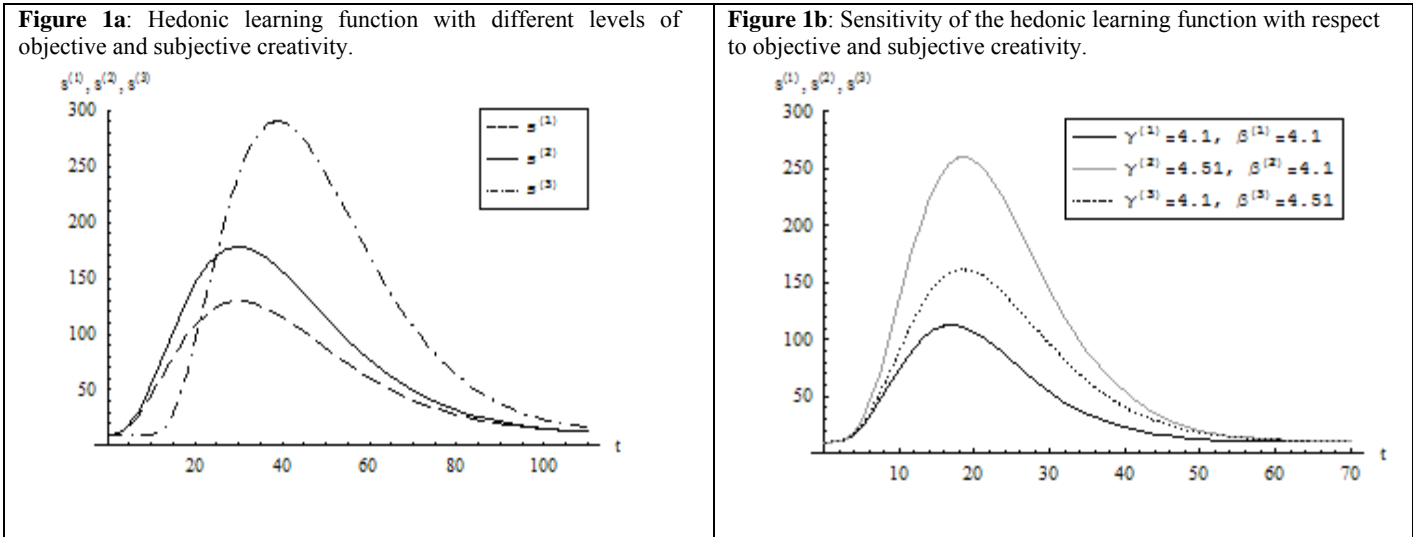 Figure 1a: Hedonic learning function with different levels of
objective and subjective creativity.
s⁽¹⁾, s⁽²⁾, s⁽³⁾
300
250
200
150
100
50
20 40 60 80 100 t
s⁽¹⁾
s⁽²⁾
s⁽³⁾
Figure 1b: Sensitivity of the hedonic learning function with respect
to objective and subjective creativity.
s⁽¹⁾, s⁽²⁾, s⁽³⁾
300
250
200
150
100
50
10 20 30 40 50 60 70 t
γ⁽¹⁾=4.1, β⁽¹⁾=4.1
γ⁽²⁾=4.51, β⁽²⁾=4.1
γ⁽³⁾=4.1, β⁽³⁾=4.51